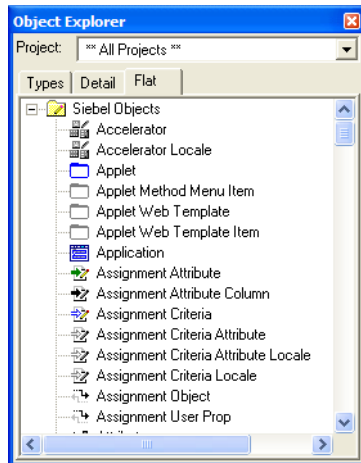 Object Explorer
Project: ** All Projects **
Types Detail Flat
Siebel Objects
Accelerator
Accelerator Locale
Applet
Applet Method Menu Item
Applet Web Template
Applet Web Template Item
Application
Assignment Attribute
Assignment Attribute Column
Assignment Criteria
Assignment Criteria Attribute
Assignment Criteria Attribute Locale
Assignment Criteria Locale
Assignment Object
Assignment User Prop